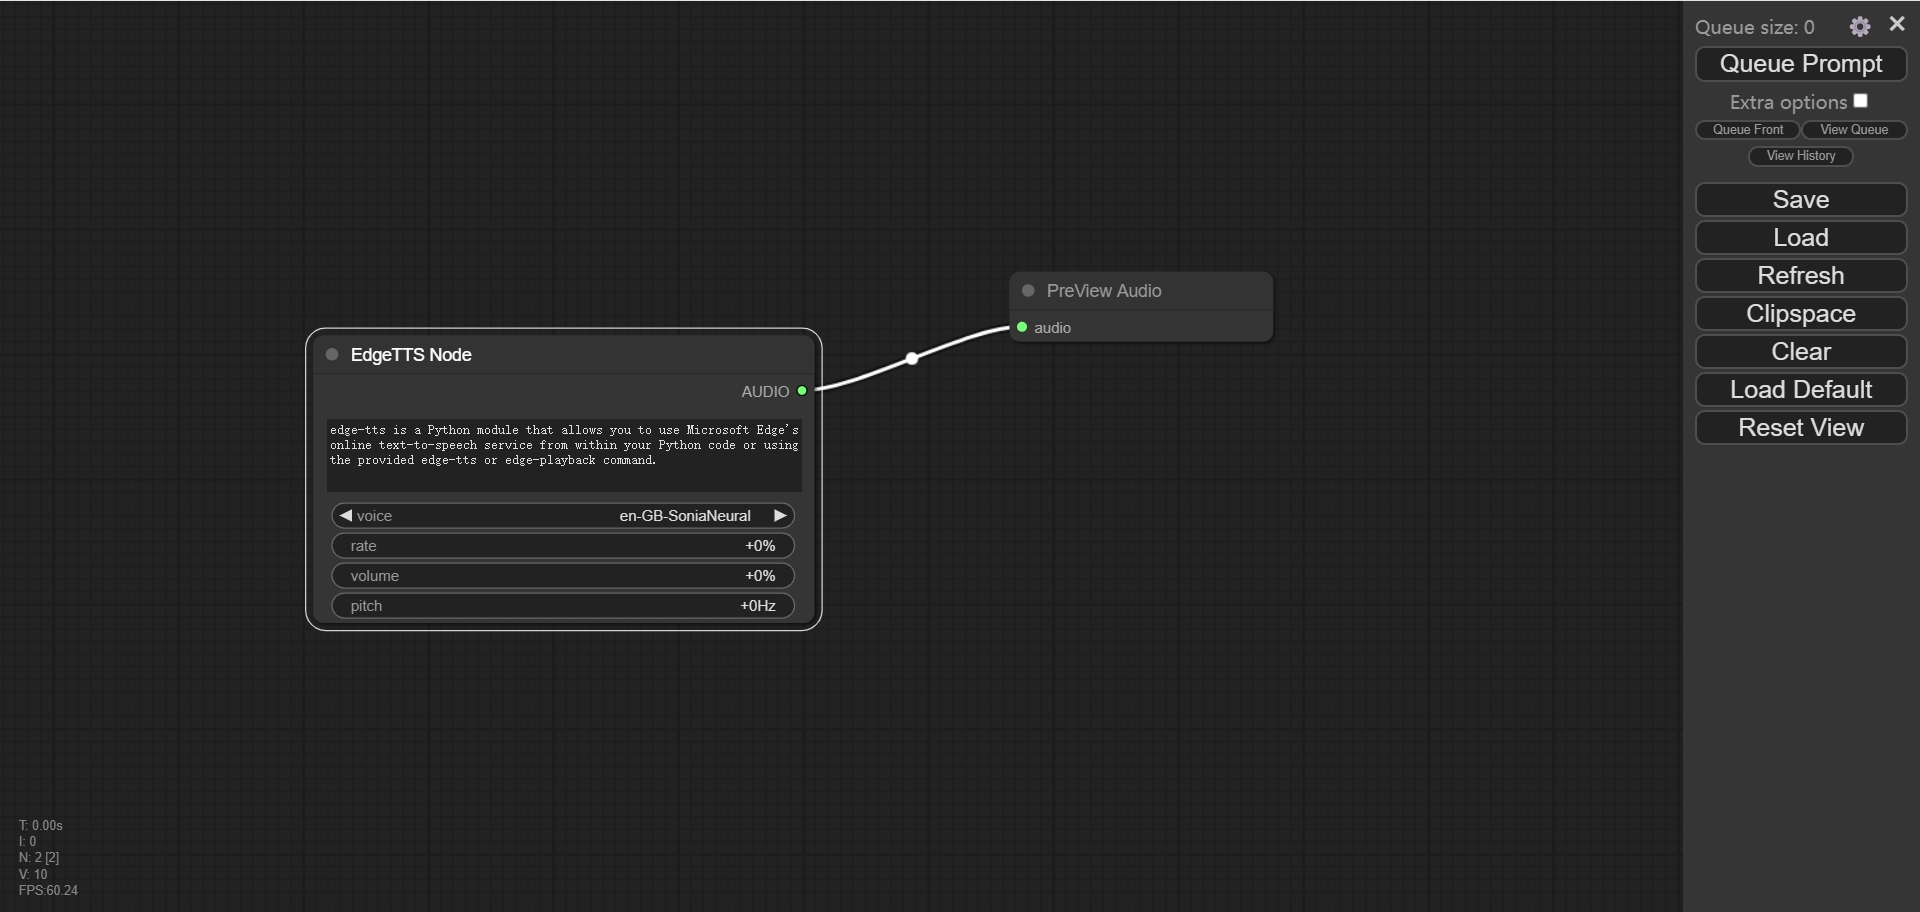 EdgeTTS Node
AUDIO
edge-tts is a Python module that allows you to use Microsoft Edge's
online text-to-speech service from within your Python code or using
the provided edge-tts or edge-playback command.
voice en-GB-SoniaNeural
rate +0%
volume +0%
pitch +0Hz
PreView Audio
audio
Queue size: 0
Queue Prompt
Extra options
Queue Front View Queue
View History
Save
Load
Refresh
Clipspace
Clear
Load Default
Reset View
T: 0.00s
I: 0
N: 2 [2]
V: 10
FPS:60.24